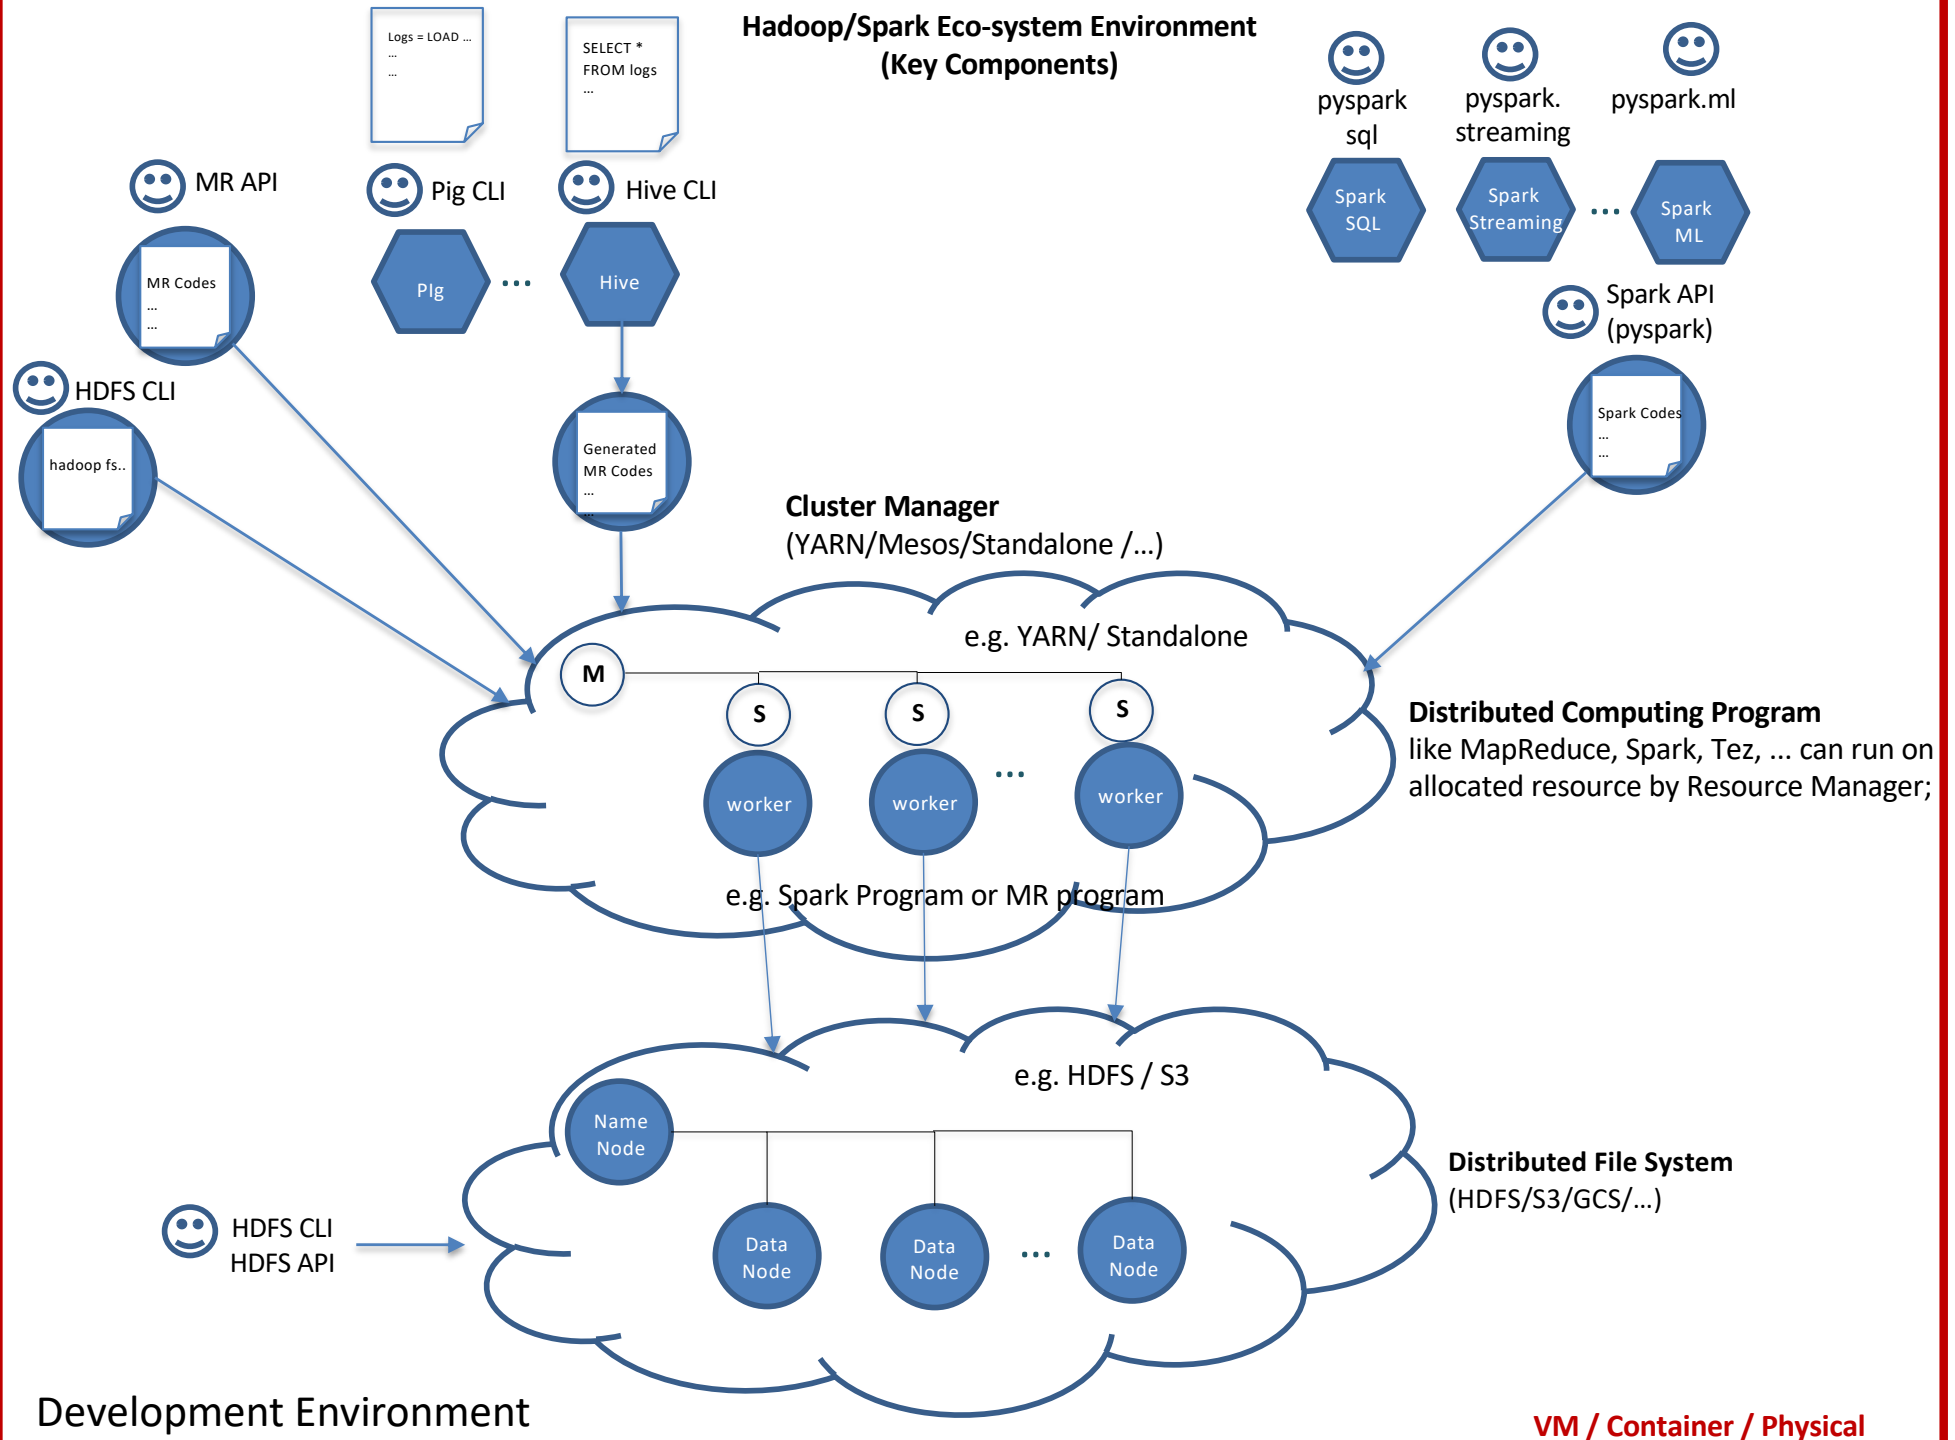 Hadoop/Spark Eco-system Environment
(Key Components)
Logs = LOAD ...
...
...
SELECT *
FROM logs
...
pyspark
sql
pyspark.
streaming
pyspark.ml
MR API
Pig CLI
Hive CLI
Spark
SQL
Spark
Streaming
...
Spark
ML
MR Codes
...
...
PIg
...
Hive
Spark API
(pyspark)
HDFS CLI
hadoop fs..
Generated
MR Codes
...
...
Spark Codes
...
...
Cluster Manager
(YARN/Mesos/Standalone /...)
e.g. YARN/ Standalone
M
S
S
S
worker
worker
...
worker
Distributed Computing Program
like MapReduce, Spark, Tez, ... can run on
allocated resource by Resource Manager;
e.g. Spark Program or MR program
e.g. HDFS / S3
Name
Node
Distributed File System
(HDFS/S3/GCS/...)
HDFS CLI
HDFS API
Data
Node
Data
Node
...
Data
Node
Development Environment
VM / Container / Physical